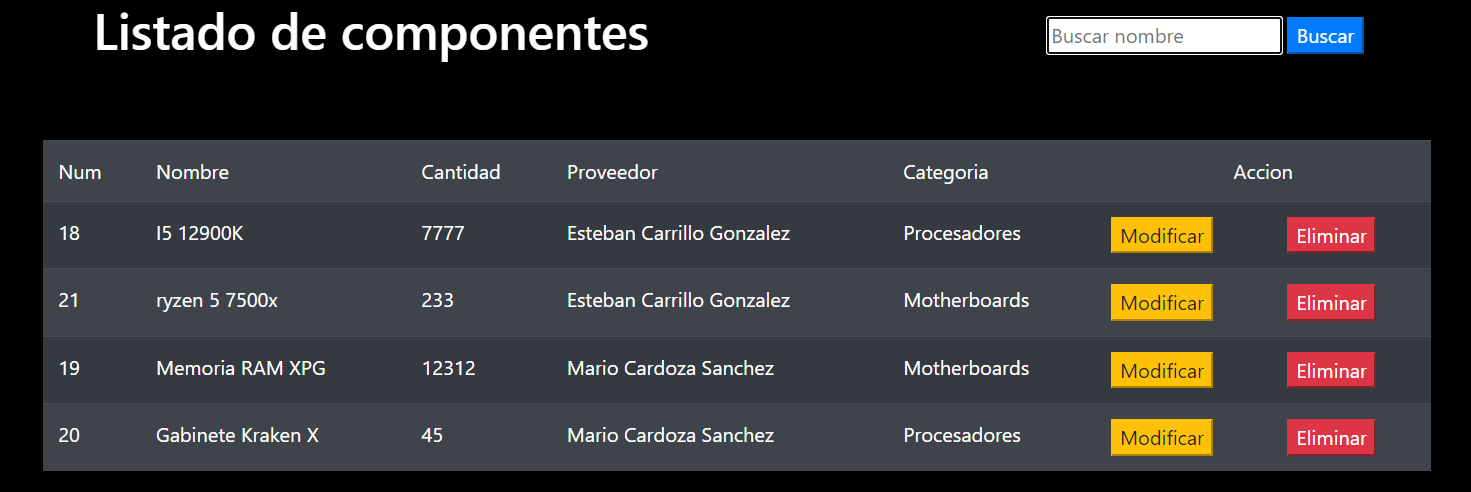 Listado de componentes
Buscar nombre Buscar
Num Nombre Cantidad Proveedor Categoria Accion
18 I5 12900K 7777 Esteban Carrillo Gonzalez Procesadores Modificar Eliminar
21 ryzen 5 7500x 233 Esteban Carrillo Gonzalez Motherboards Modificar Eliminar
19 Memoria RAM XPG 12312 Mario Cardoza Sanchez Motherboards Modificar Eliminar
20 Gabinete Kraken X 45 Mario Cardoza Sanchez Procesadores Modificar Eliminar